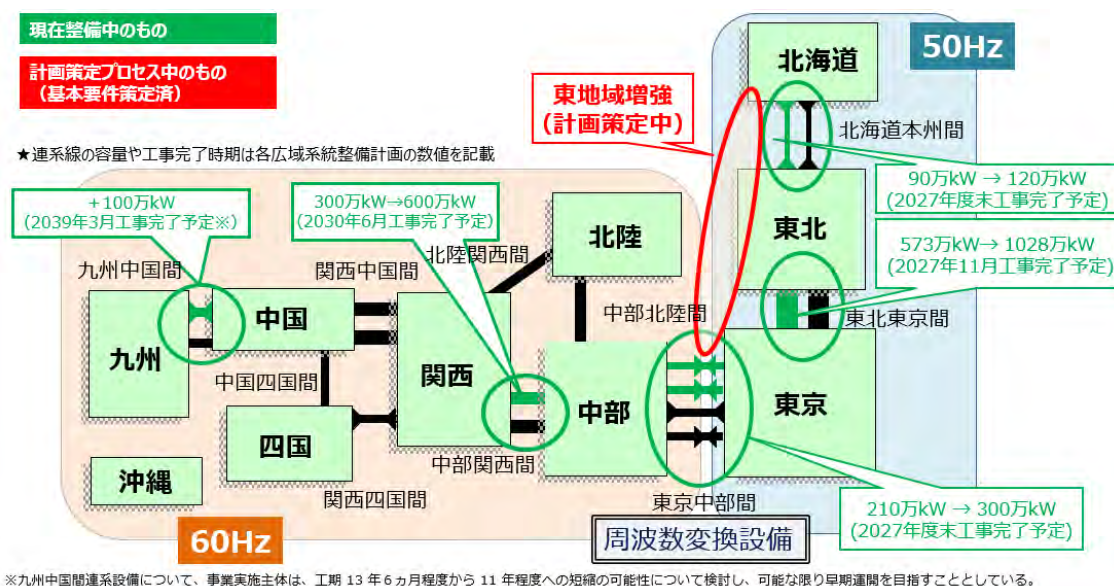 現在整備中のもの
計画策定プロセス中のもの
（基本要件策定済）
★連系線の容量や工事完了時期は各広域系統整備計画の数値を記載
50Hz
北海道
東地域増強
(計画策定中)
北海道本州間
90万kW → 120万kW
(2027年度末工事完了予定)
東北
573万kW→ 1028万kW
(2027年11月工事完了予定)
東北東京間
+100万kW
(2039年3月工事完了予定※)
300万kW→600万kW
(2030年6月工事完了予定)
北陸
北陸関西間
九州中国間
関西中国間
中部北陸間
中国
九州
関西
中部
東京
中国四国間
四国
中部関西間
沖縄
関西四国間
東京中部間
210万kW → 300万kW
(2027年度末工事完了予定)
60Hz
周波数変換設備
※九州中国間連系設備について、事業実施主体は、工期 13 年６ヵ月程度から 11 年程度への短縮の可能性について検討し、可能な限り早期運開を目指すこととしている。